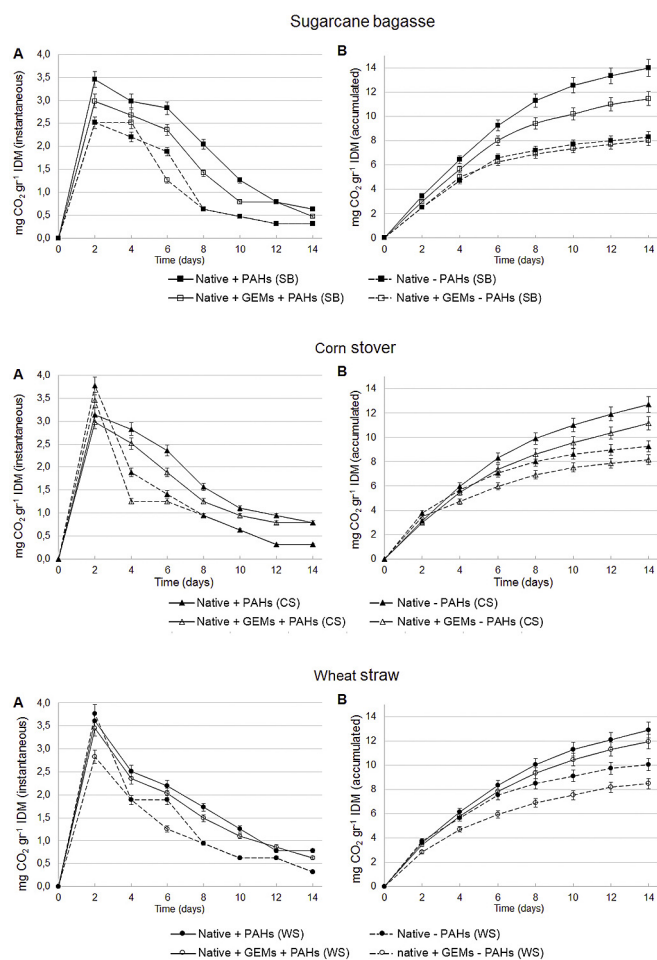 Sugarcane bagasse
A
B
mg CO2 gr-1 IDM (instantaneous)
4,0
3,5
3,0
2,5
2,0
1,5
1,0
0,5
0,0
0 2 4 6 8 10 12 14
Time (days)
mg CO2 gr-1 IDM (accumulated)
14
12
10
8
6
4
2
0
0 2 4 6 8 10 12 14
Time (days)
Native + PAHs (SB)
Native - PAHs (SB)
Native + GEMs + PAHs (SB)
Native + GEMs - PAHs (SB)
Corn stover
A
B
mg CO2 gr-1 IDM (instantaneous)
4,0
3,5
3,0
2,5
2,0
1,5
1,0
0,5
0,0
0 2 4 6 8 10 12 14
Time (days)
mg CO2 gr-1 IDM (accumulated)
14
12
10
8
6
4
2
0
0 2 4 6 8 10 12 14
Time (days)
Native + PAHs (CS)
Native - PAHs (CS)
Native + GEMs + PAHs (CS)
Native + GEMs - PAHs (CS)
Wheat straw
A
B
mg CO2 gr-1 IDM (instantaneous)
4,0
3,5
3,0
2,5
2,0
1,5
1,0
0,5
0,0
0 2 4 6 8 10 12 14
Time (days)
mg CO2 gr-1 IDM (accumulated)
14
12
10
8
6
4
2
0
0 2 4 6 8 10 12 14
Time (days)
Native + PAHs (WS)
Native - PAHs (WS)
Native + GEMs + PAHs (WS)
native + GEMs - PAHs (WS)